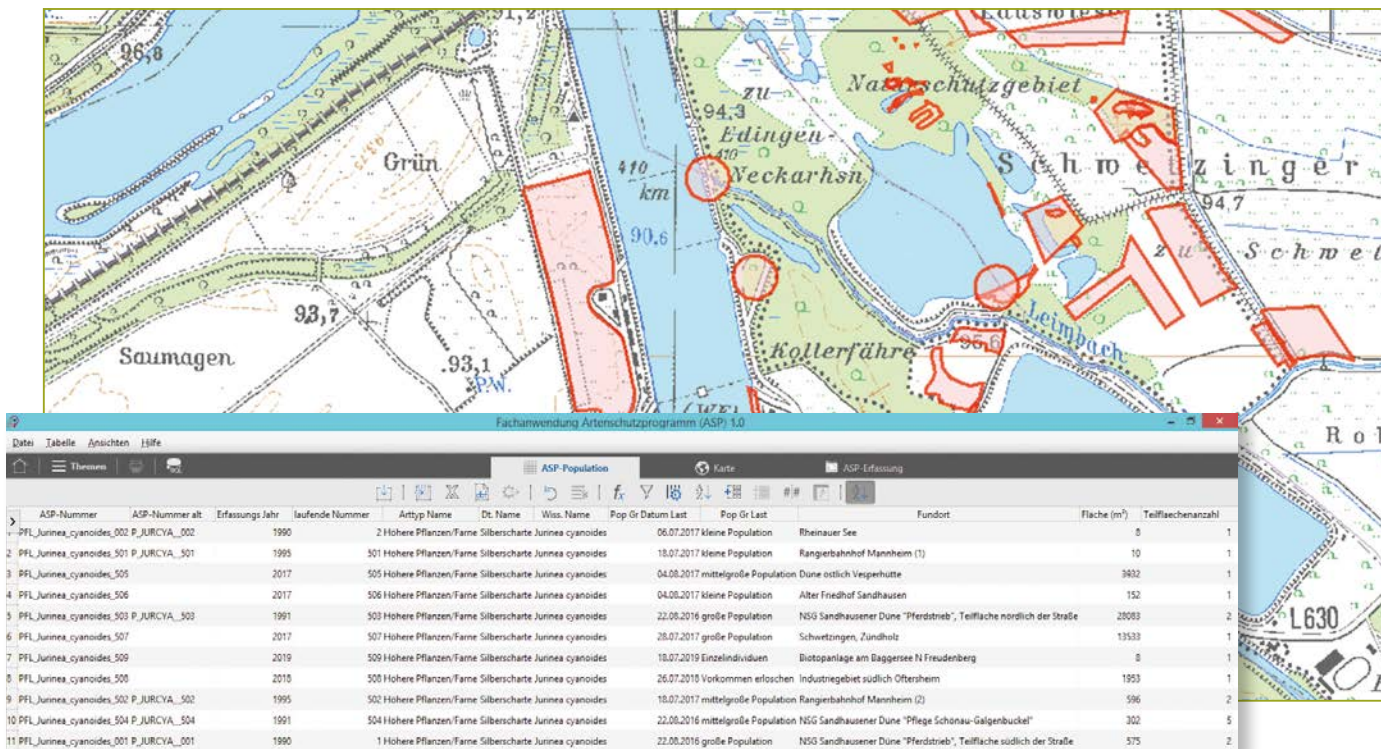 91,2
Lauswiesn
96,8
Naturschutzgebiet
zu
94,3
Edingen-
Neckarhsn
Grün
410
410
km
Schwetzinger
94,7
90.6
zu Schwet
93,7
Leimbach
Saumagen
Kollerfähre
95,6
.93,1
P.W.
(WF)
Rol
L630
Fachanwendung Artenschutzprogramm (ASP) 1.0
Datei Tabelle Ansichten Hilfe
Themen ASP-Population Karte ASP-Erfassung
ASP-Nummer ASP-Nummer alt Erfassungs Jahr laufende Nummer Arttyp Name Dt. Name Wiss. Name Pop Gr Datum Last Pop Gr Last Fundort Fläche (m²) Teilflaechenanzahl
1 PFL_Jurinea_cyanoides_002 P_JURCYA__002 1990 2 Höhere Pflanzen/Farne Silberscharte Jurinea cyanoides 06.07.2017 kleine Population Rheinauer See 8 1
2 PFL_Jurinea_cyanoides_501 P_JURCYA__501 1995 501 Höhere Pflanzen/Farne Silberscharte Jurinea cyanoides 18.07.2017 kleine Population Rangierbahnhof Mannheim (1) 10 1
3 PFL_Jurinea_cyanoides_505 2017 505 Höhere Pflanzen/Farne Silberscharte Jurinea cyanoides 04.08.2017 mittelgroße Population Düne östlich Vesperhütte 3932 1
4 PFL_Jurinea_cyanoides_506 2017 506 Höhere Pflanzen/Farne Silberscharte Jurinea cyanoides 04.08.2017 kleine Population Alter Friedhof Sandhausen 152 1
5 PFL_Jurinea_cyanoides_503 P_JURCYA__503 1991 503 Höhere Pflanzen/Farne Silberscharte Jurinea cyanoides 22.08.2016 große Population NSG Sandhausener Düne "Pferdstrieb", Teilfläche nördlich der Straße 28083 2
6 PFL_Jurinea_cyanoides_507 2017 507 Höhere Pflanzen/Farne Silberscharte Jurinea cyanoides 28.07.2017 große Population Schwetzingen, Zündholz 13533 1
7 PFL_Jurinea_cyanoides_509 2019 509 Höhere Pflanzen/Farne Silberscharte Jurinea cyanoides 18.07.2019 Einzelindividuen Biotopanlage am Baggersee N Freudenberg 8 1
8 PFL_Jurinea_cyanoides_508 2018 508 Höhere Pflanzen/Farne Silberscharte Jurinea cyanoides 26.07.2018 Vorkommen erloschen Industriegebiet südlich Oftersheim 1953 1
9 PFL_Jurinea_cyanoides_502 P_JURCYA__502 1995 502 Höhere Pflanzen/Farne Silberscharte Jurinea cyanoides 18.07.2017 mittelgroße Population Rangierbahnhof Mannheim (2) 596 2
10 PFL_Jurinea_cyanoides_504 P_JURCYA__504 1991 504 Höhere Pflanzen/Farne Silberscharte Jurinea cyanoides 22.08.2016 mittelgroße Population NSG Sandhausener Düne "Pflege Schönau-Galgenbuckel" 302 5
11 PFL_Jurinea_cyanoides_001 P_JURCYA__001 1990 1 Höhere Pflanzen/Farne Silberscharte Jurinea cyanoides 22.08.2016 große Population NSG Sandhausener Düne "Pferdstrieb", Teilfläche südlich der Straße 575 2